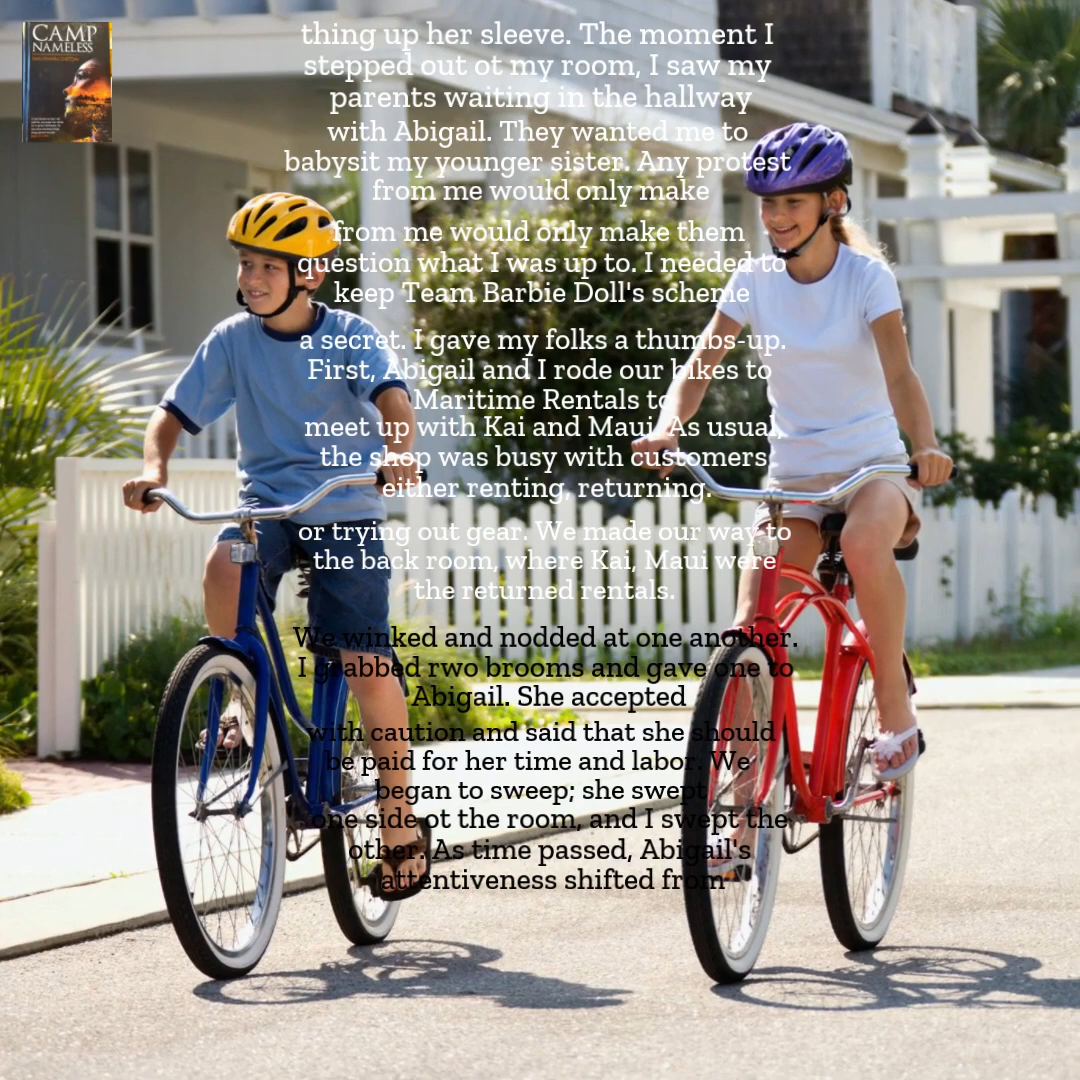 CAMP
NAMELESS
thing up her sleeve. The moment I
stepped out ot my room, I saw my
parents waiting in the hallway
with Abigail. They wanted me to
babysit my younger sister. Any protest
from me would only make
from me would only make them
question what I was up to. I needed to
keep Team Barbie Doll's scheme
a secret. I gave my folks a thumbs-up.
First, Abigail and I rode our bikes to
Maritime Rentals to
meet up with Kai and Maui. As usual,
the shop was busy with customers
either renting, returning.
or trying out gear. We made our way to
the back room, where Kai, Maui were
the returned rentals.
We winked and nodded at one another.
I grabbed rwo brooms and gave one to
Abigail. She accepted
with caution and said that she should
be paid for her time and labor. We
began to sweep; she swept
one side ot the room, and I swept the
other. As time passed, Abigail's
attentiveness shifted from